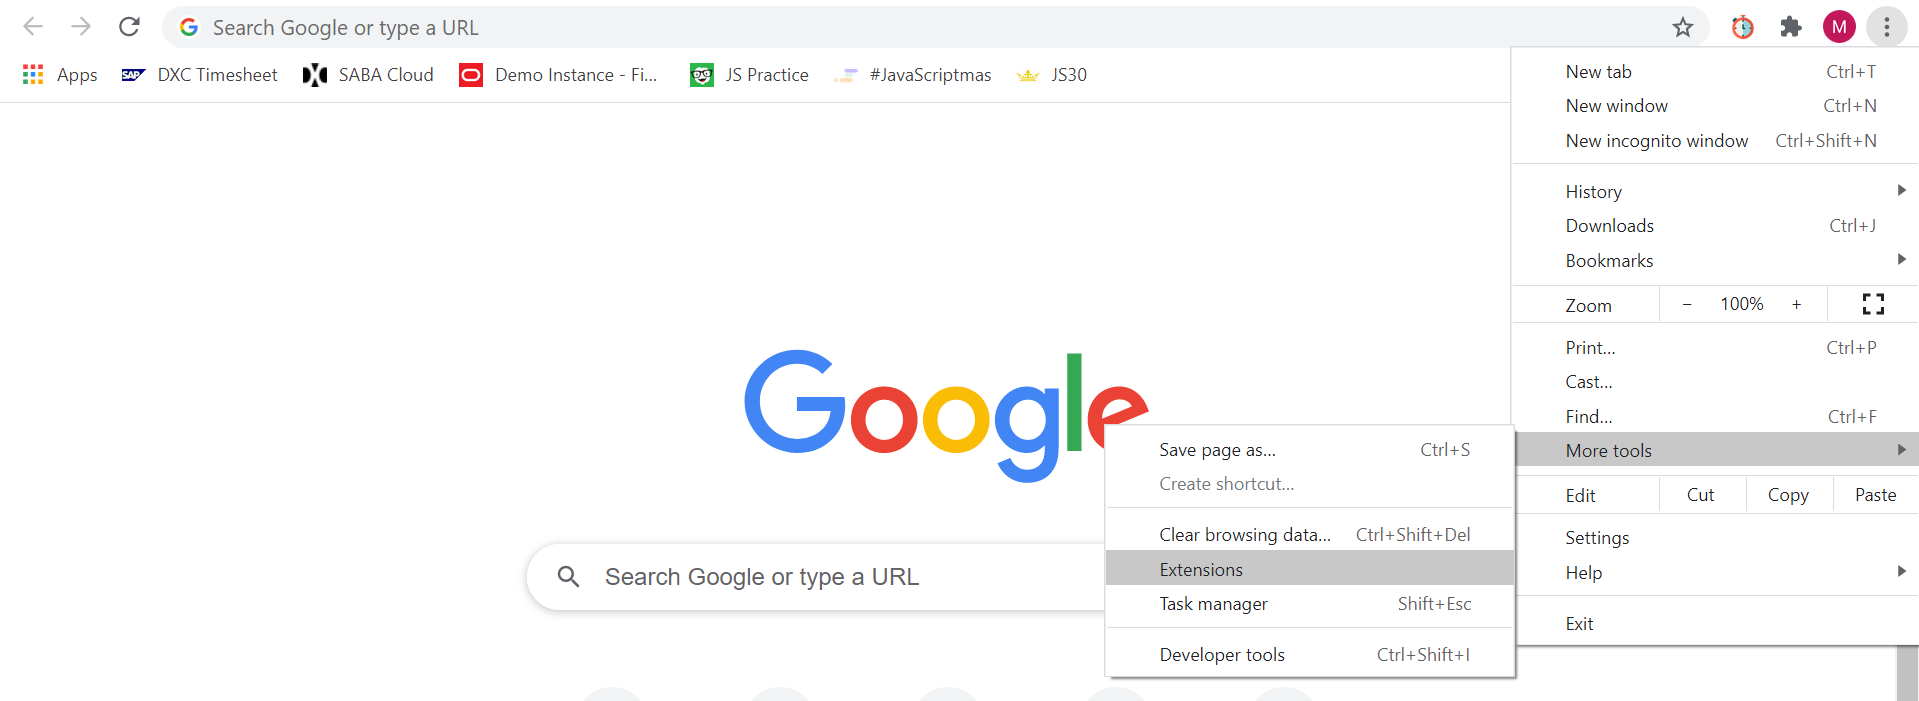 Search Google or type a URL
M
Apps
SAP
DXC Timesheet
SABA Cloud
Demo Instance - Fi...
JS Practice
#JavaScriptmas
JS30
New tab Ctrl+T
New window Ctrl+N
New incognito window Ctrl+Shift+N
History
Downloads Ctrl+J
Bookmarks
Zoom − 100% +
Print... Ctrl+P
Cast...
Find... Ctrl+F
More tools
Edit Cut Copy Paste
Settings
Help
Exit
Google
Search Google or type a URL
Save page as... Ctrl+S
Create shortcut...
Clear browsing data... Ctrl+Shift+Del
Extensions
Task manager Shift+Esc
Developer tools Ctrl+Shift+I